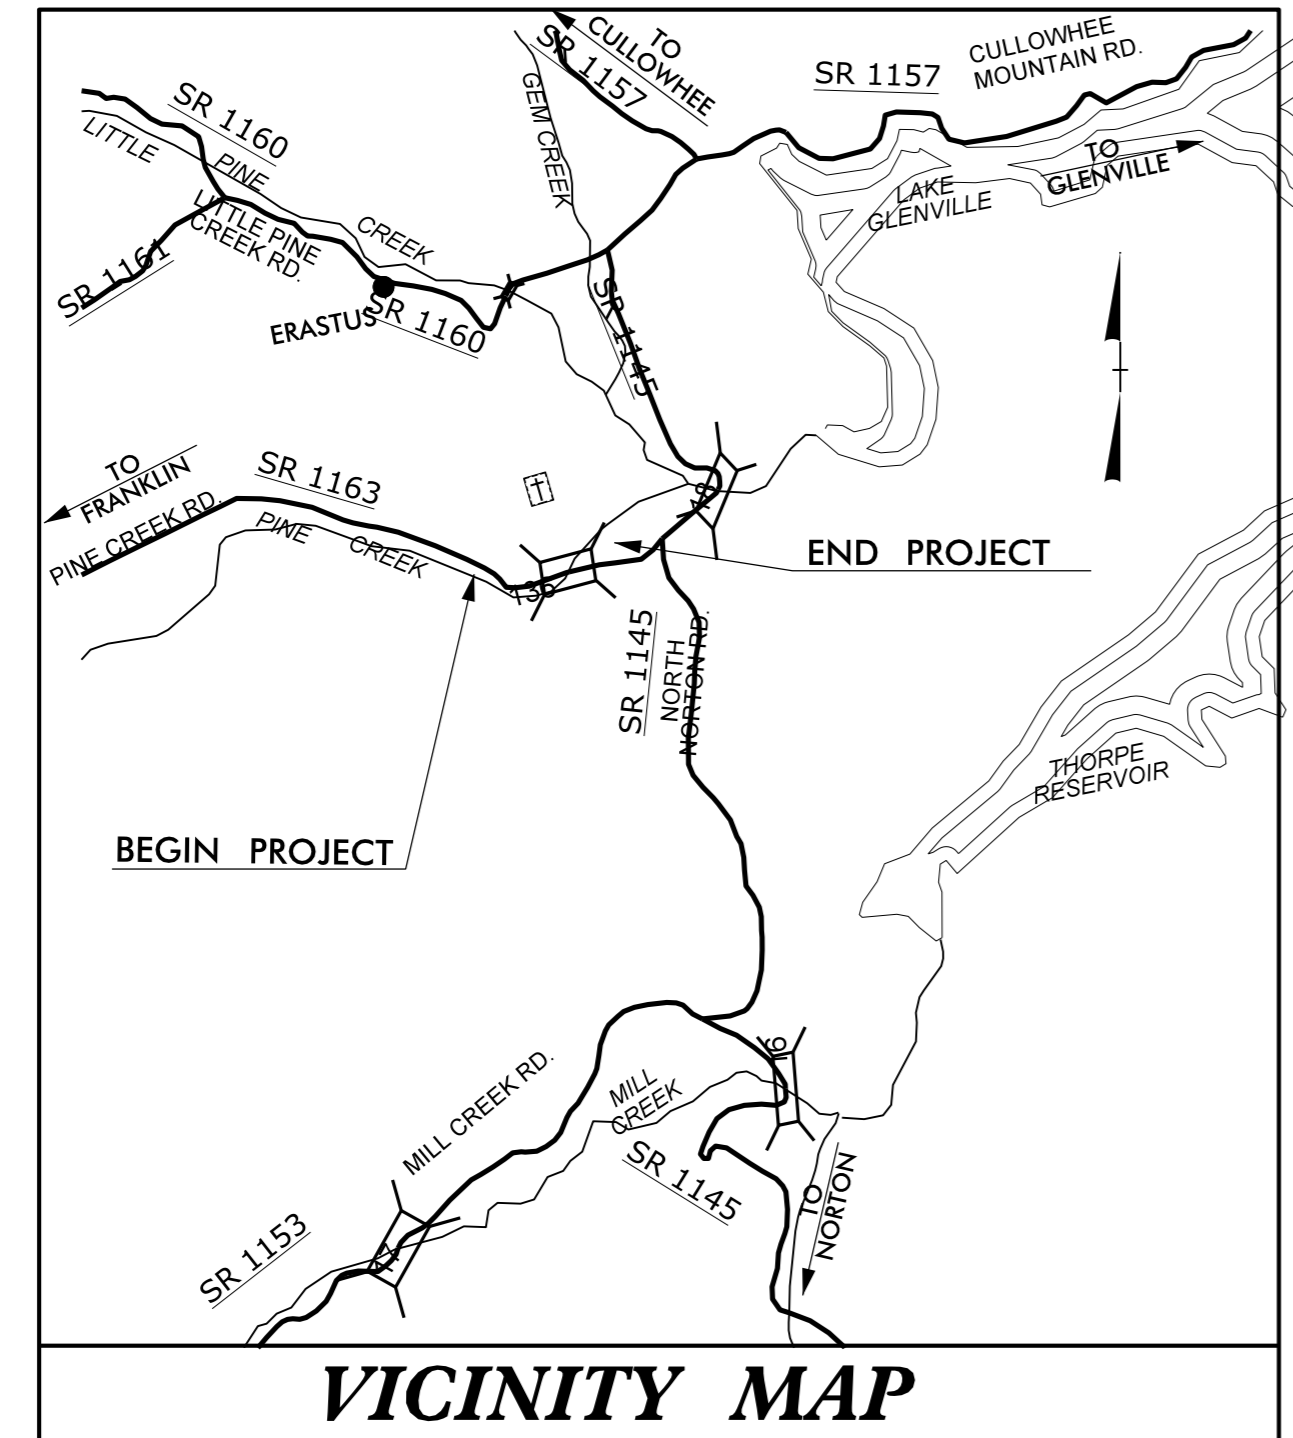 TO
CULLOWHEE
SR 1157
SR 1157
CULLOWHEE
MOUNTAIN RD.
GEM CREEK
SR 1160
LITTLE
PINE
CREEK
LITTLE PINE
CREEK RD.
SR 1161
ERASTUS
SR 1160
LAKE
GLENVILLE
TO
GLENVILLE
SR 1145
TO
FRANKLIN
PINE CREEK RD.
SR 1163
PINE
CREEK
END PROJECT
SR 1145
NORTH
NORTON RD.
THORPE
RESERVOIR
BEGIN PROJECT
16
MILL CREEK RD.
MILL
CREEK
SR 1145
TO
NORTON
SR 1153
VICINITY MAP